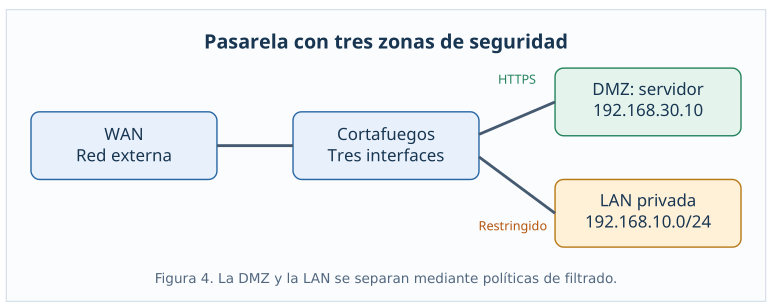 Pasarela con tres zonas de seguridad
HTTPS
DMZ: servidor
192.168.30.10
WAN
Red externa
Cortafuegos
Tres interfaces
LAN privada
192.168.10.0/24
Restringido
Figura 4. La DMZ y la LAN se separan mediante políticas de filtrado.